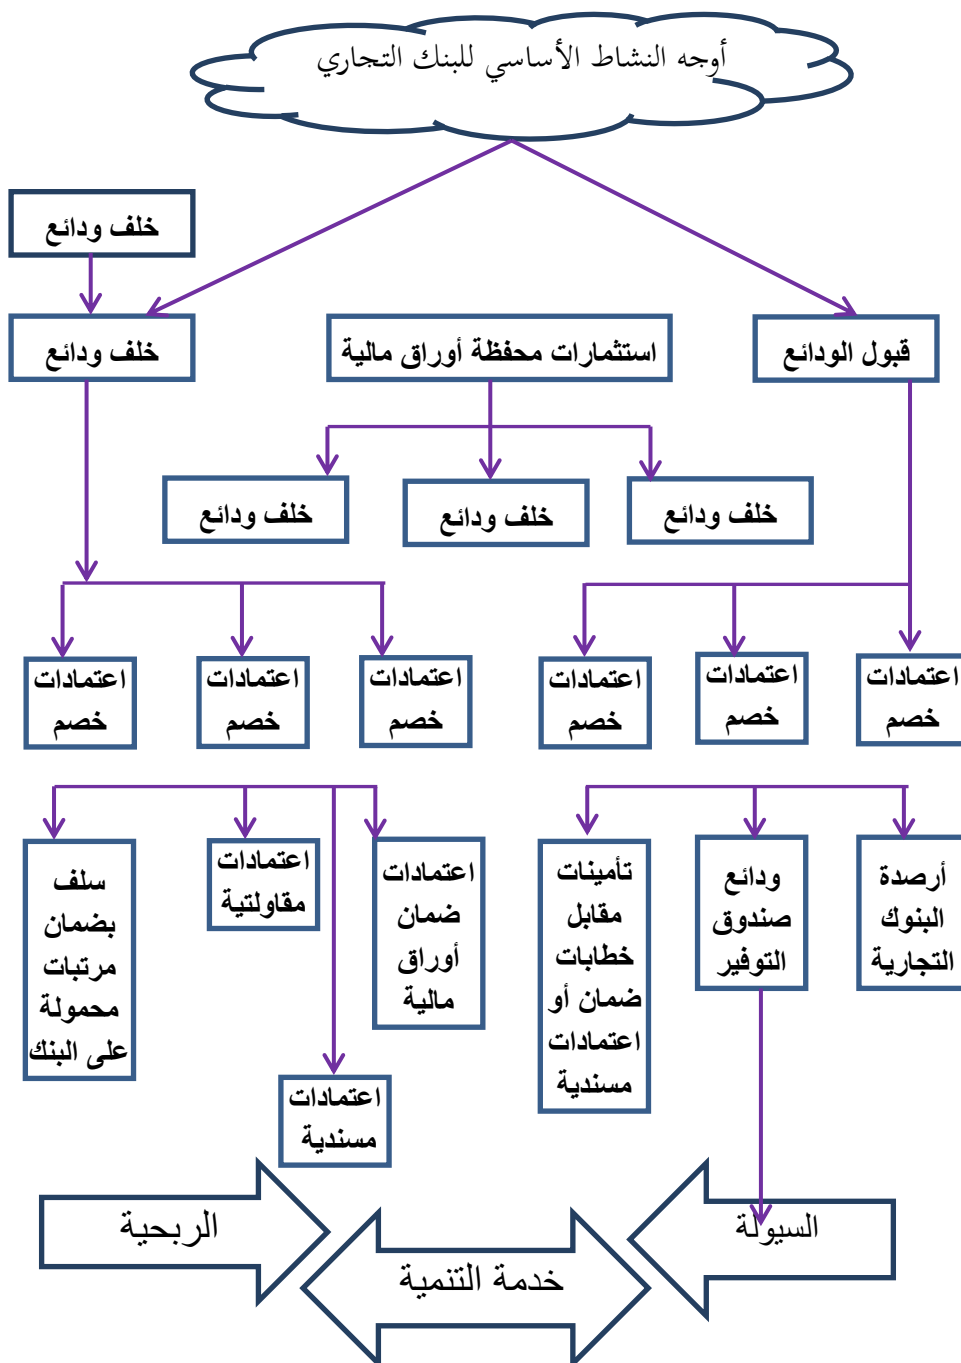 أوجه النشاط الأساسي للبنك التجاري
خلف ودائع
قبول الودائع
استثمارات محفظة أوراق مالية
خلف ودائع
خلف ودائع
خلف ودائع
خلف ودائع
اعتمادات
خصم
اعتمادات
خصم
اعتمادات
خصم
اعتمادات
خصم
اعتمادات
خصم
اعتمادات
خصم
أرصدة
البنوك
التجارية
ودائع
صندوق
التوفير
تأمينات
مقابل
خطابات
ضمان أو
اعتمادات
مسندية
اعتمادات
ضمان
أوراق
مالية
اعتمادات
مسندية
اعتمادات
مقاولتية
سلف
بضمان
مرتبات
محمولة
على البنك
السيولة
خدمة التنمية
الربحية